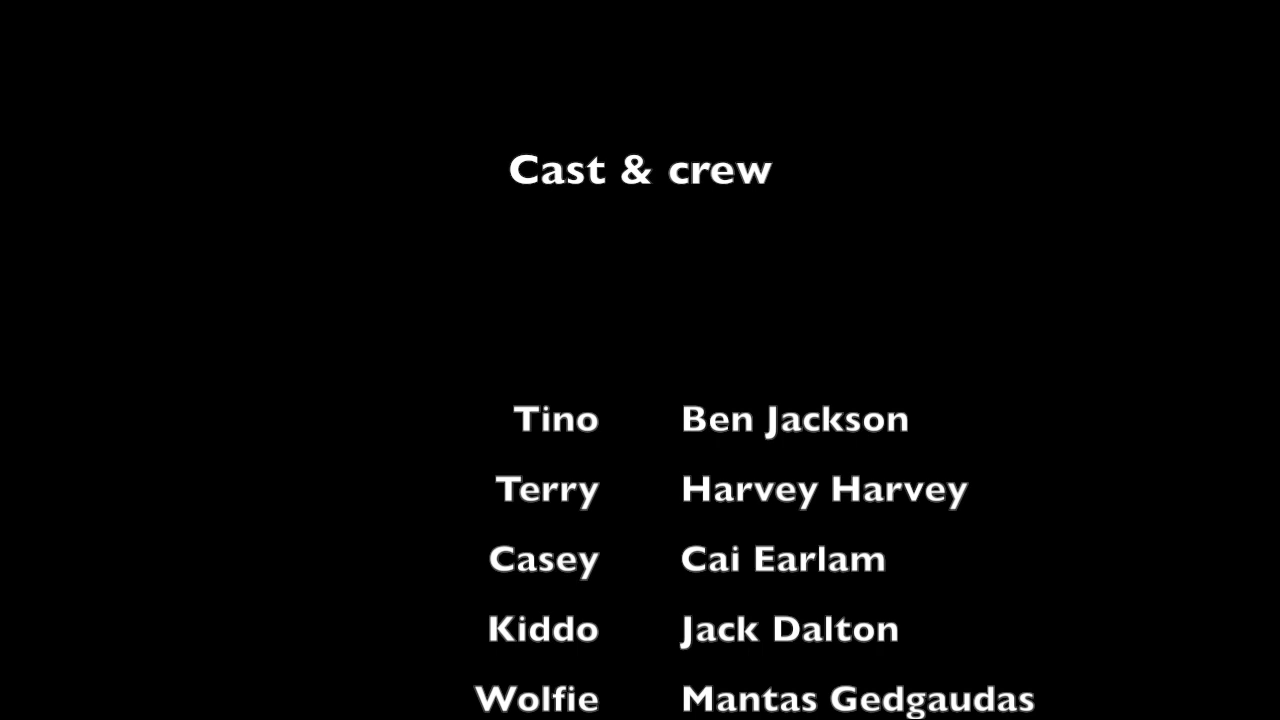 Cast & crew
Tino Ben Jackson
Terry Harvey Harvey
Casey Cai Earlam
Kiddo Jack Dalton
Wolfie Mantas Gedgaudas